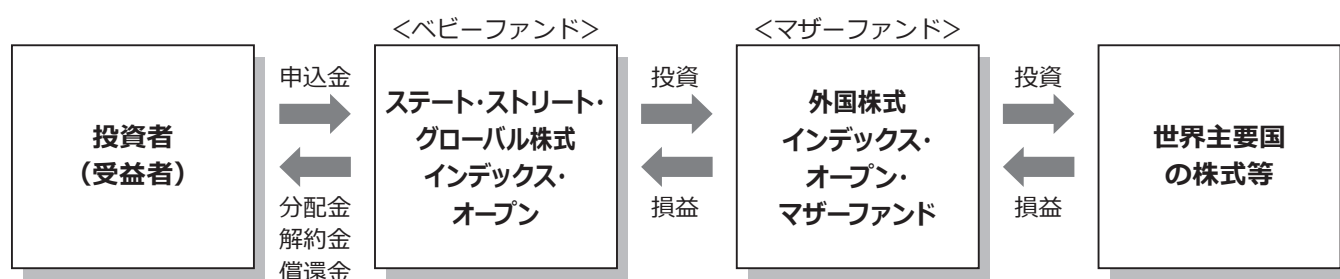 <ベビーファンド>
<マザーファンド>
投資者
(受益者)
申込金
分配金
解約金
償還金
ステート・ストリート・
グローバル株式
インデックス・
オープン
投資
損益
外国株式
インデックス・
オープン・
マザーファンド
投資
損益
世界主要国
の株式等